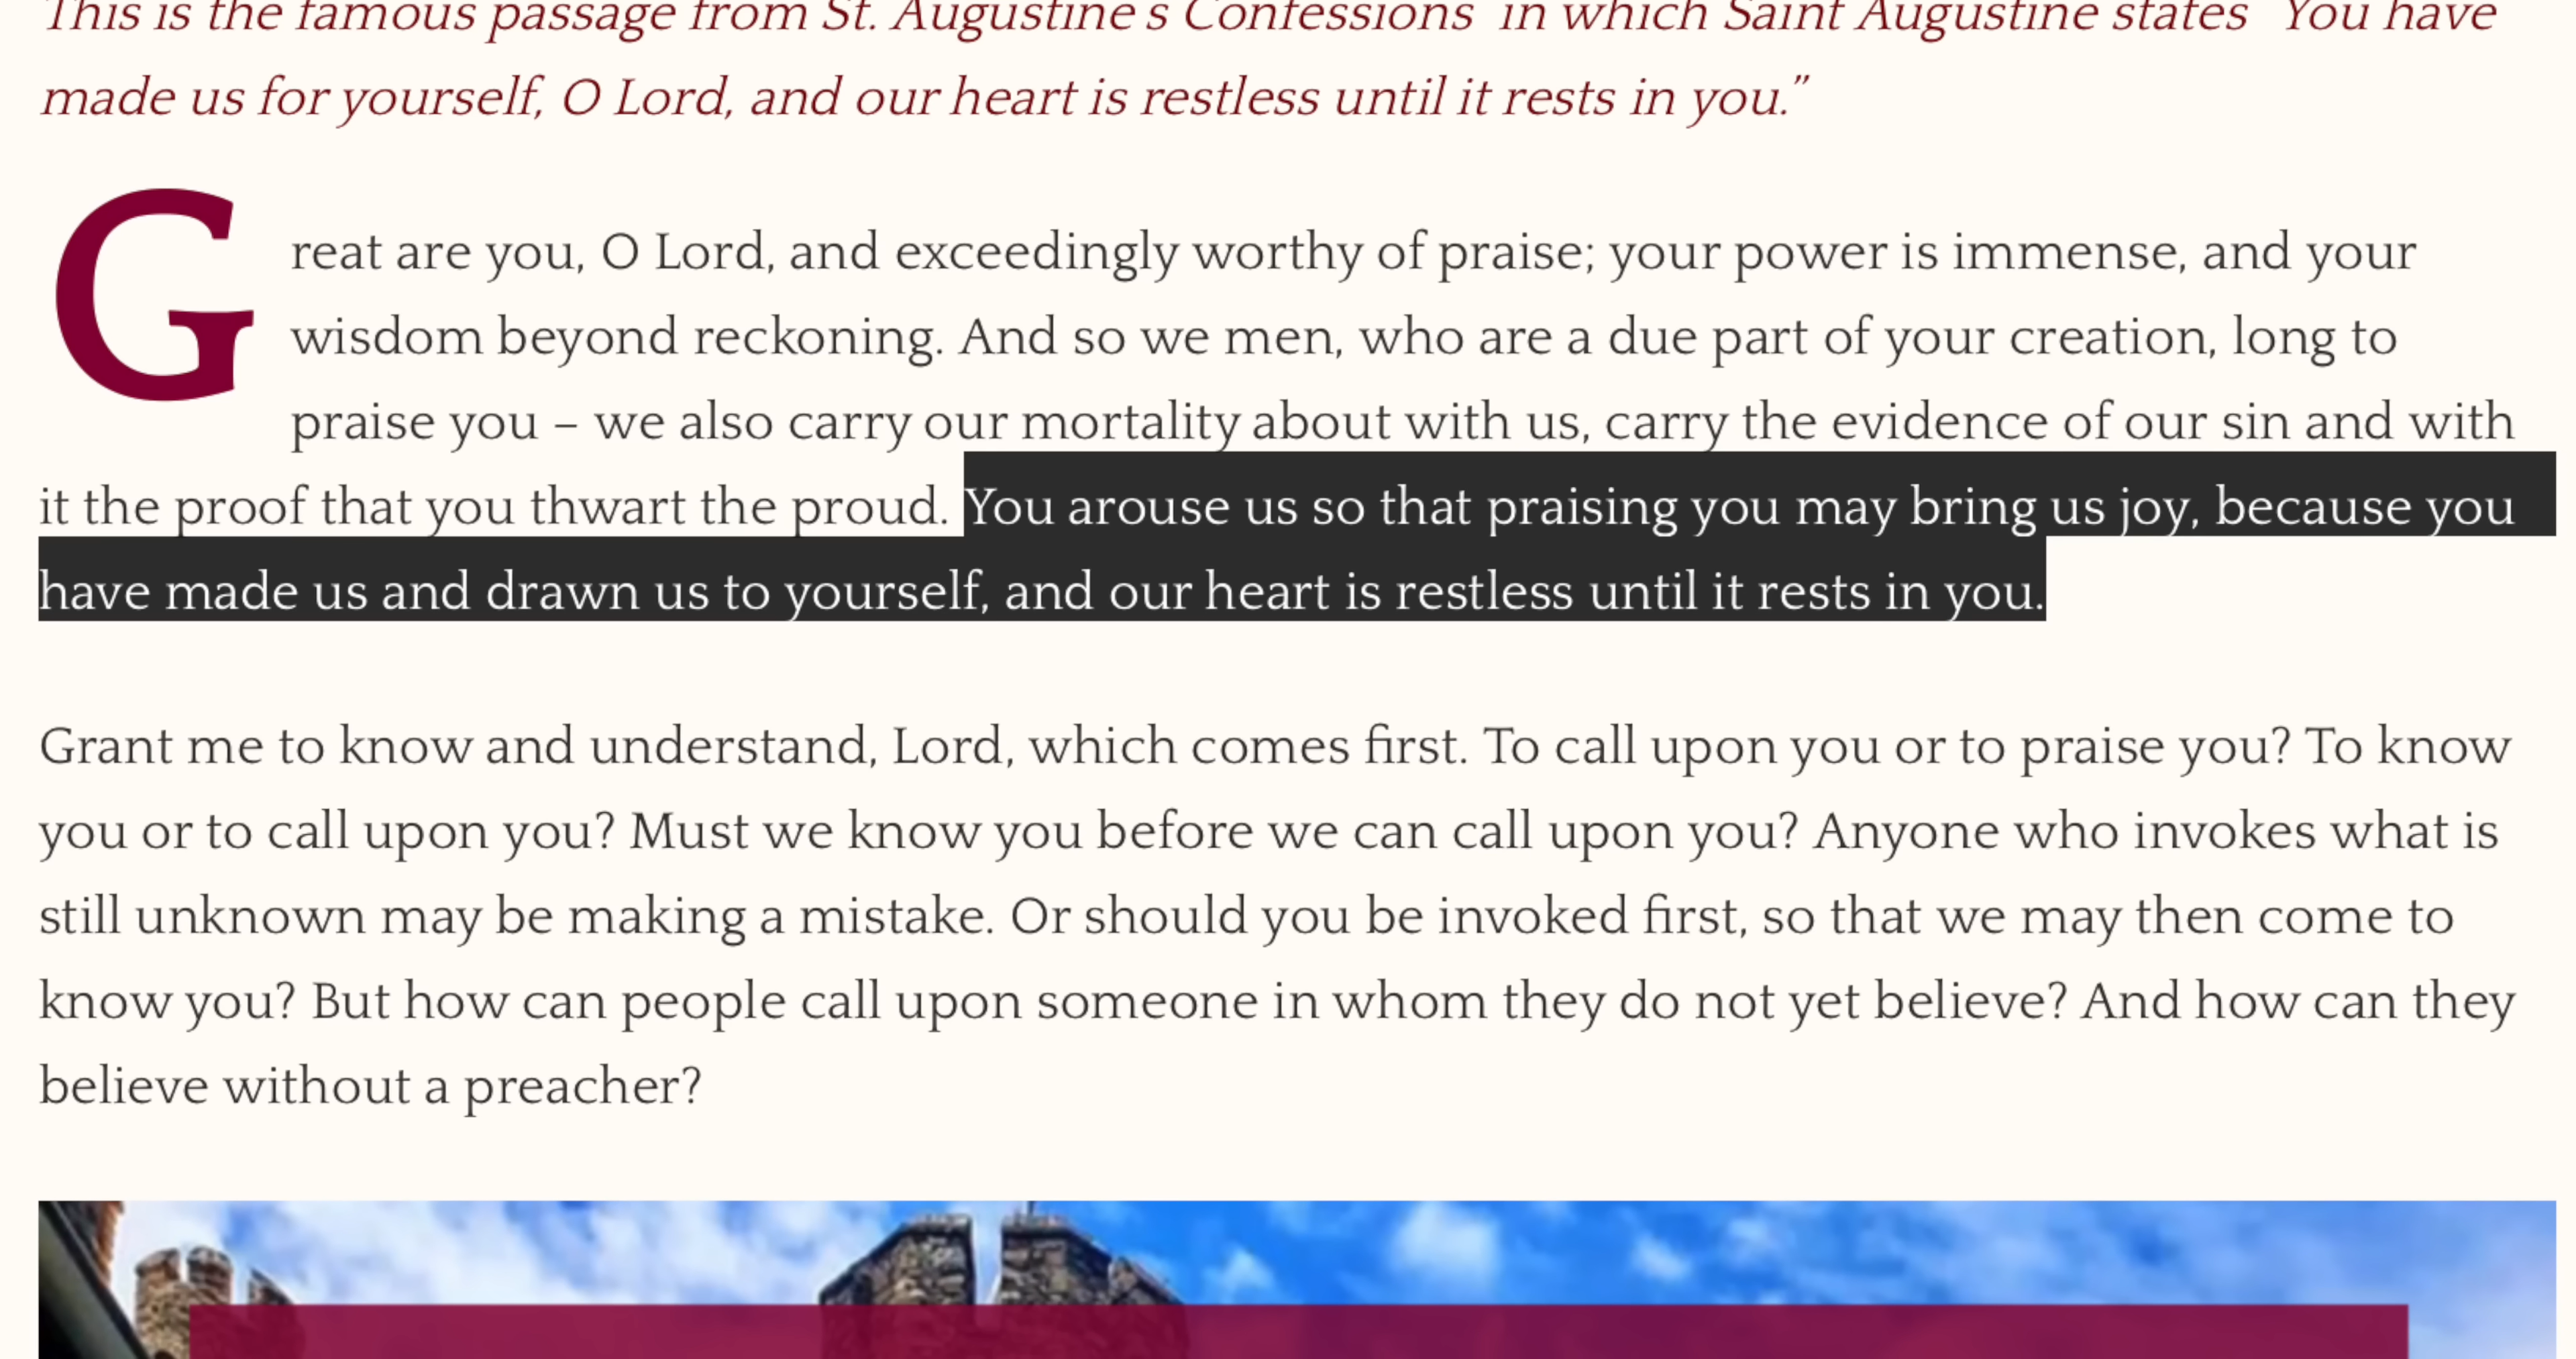 This is the famous passage from St. Augustine's Confessions in which Saint Augustine states "You have
made us for yourself, O Lord, and our heart is restless until it rests in you.”
Great are you, O Lord, and exceedingly worthy of praise; your power is immense, and your
wisdom beyond reckoning. And so we men, who are a due part of your creation, long to
praise you – we also carry our mortality about with us, carry the evidence of our sin and with
it the proof that you thwart the proud. You arouse us so that praising you may bring us joy, because you
have made us and drawn us to yourself, and our heart is restless until it rests in you.
Grant me to know and understand, Lord, which comes first. To call upon you or to praise you? To know
you or to call upon you? Must we know you before we can call upon you? Anyone who invokes what is
still unknown may be making a mistake. Or should you be invoked first, so that we may then come to
know you? But how can people call upon someone in whom they do not yet believe? And how can they
believe without a preacher?